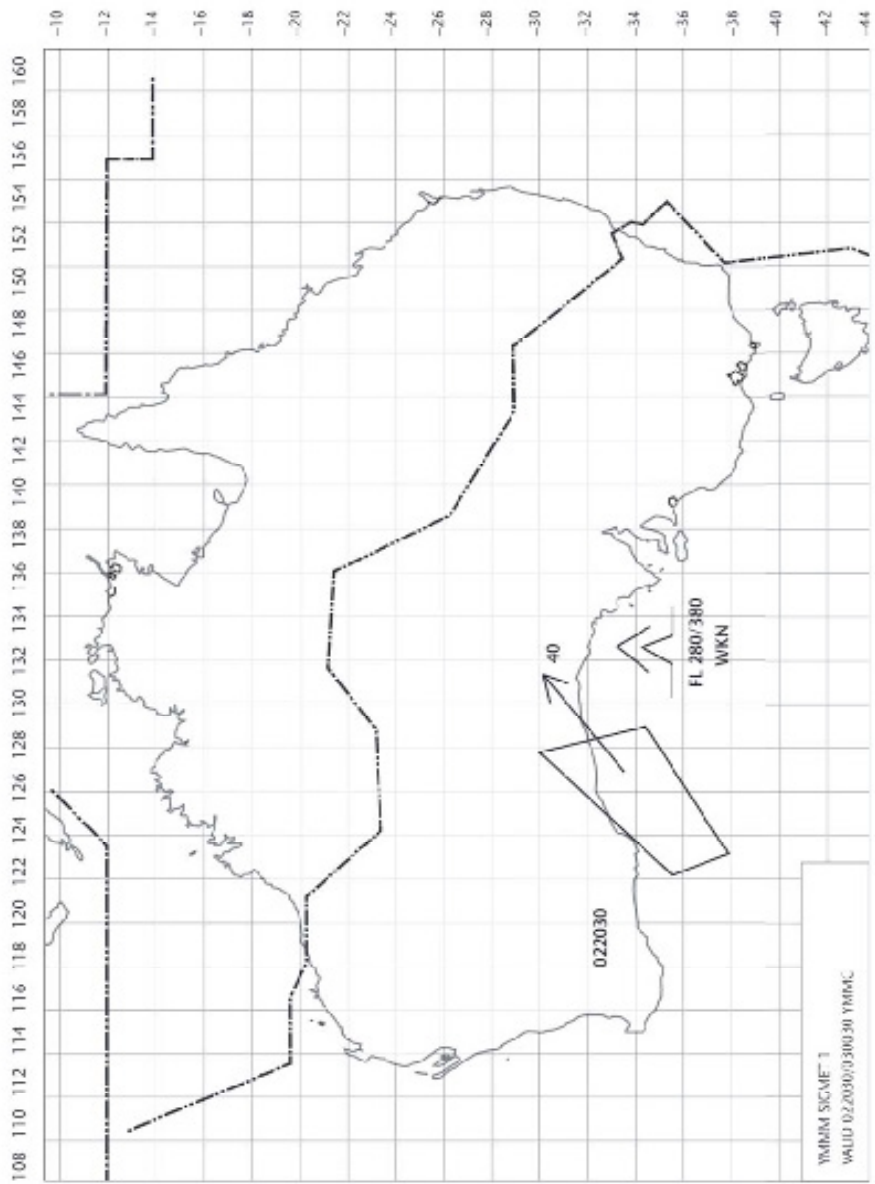 -10 -12 -14 -16 -18 -20 -22 -24 -26 -28 -30 -32 -34 -36 -38 -40 -42 -44
108 110 112 114 116 118 120 122 124 126 128 130 132 134 136 138 140 142 144 146 148 150 152 154 156 158 160
40
FL 280/380
WKN
022030
YMMM SIGMET 1
VALID 022030/030030 YMMC